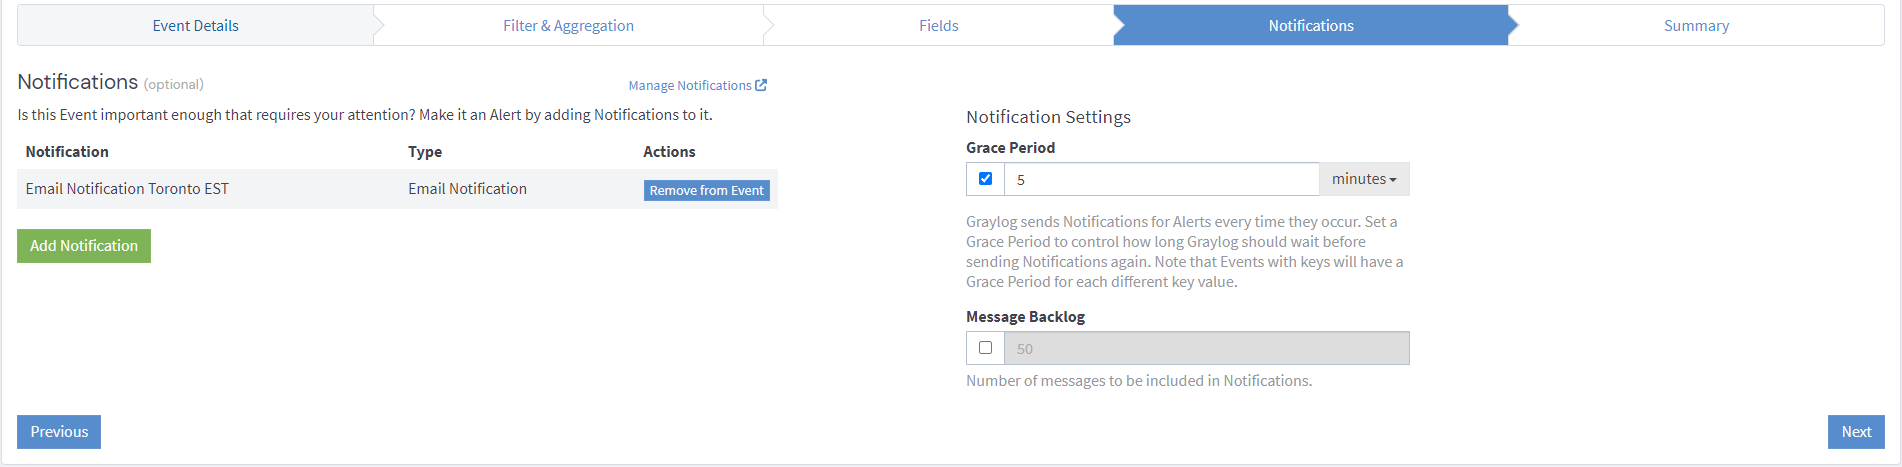 Event Details
Filter & Aggregation
Fields
Notifications
Summary
Notifications (optional)
Manage Notifications
Is this Event important enough that requires your attention? Make it an Alert by adding Notifications to it.
Notification Type Actions
Email Notification Toronto EST Email Notification Remove from Event
Add Notification
Notification Settings
Grace Period
5 minutes
Graylog sends Notifications for Alerts every time they occur. Set a
Grace Period to control how long Graylog should wait before
sending Notifications again. Note that Events with keys will have a
Grace Period for each different key value.
Message Backlog
50
Number of messages to be included in Notifications.
Previous
Next